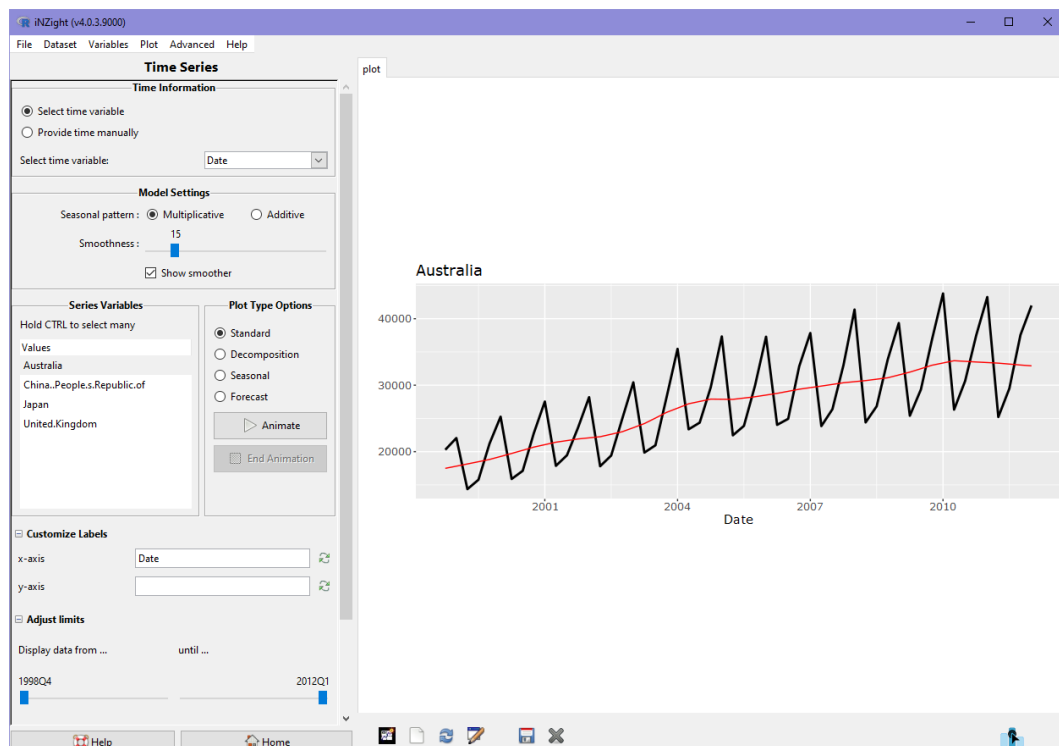 iNZight (v4.0.3.9000)
File Dataset Variables Plot Advanced Help
Time Series
Time Information
Select time variable
Provide time manually
Select time variable: Date
Model Settings
Seasonal pattern : Multiplicative Additive
15
Smoothness :
Show smoother
Series Variables
Hold CTRL to select many
Values
Australia
China..People.s.Republic.of
Japan
United.Kingdom
Plot Type Options
Standard
Decomposition
Seasonal
Forecast
Animate
End Animation
Customize Labels
x-axis Date
y-axis
Adjust limits
Display data from ... until ...
1998Q4 2012Q1
Help Home
plot
Australia
40000
30000
20000
2001 2004 2007 2010
Date